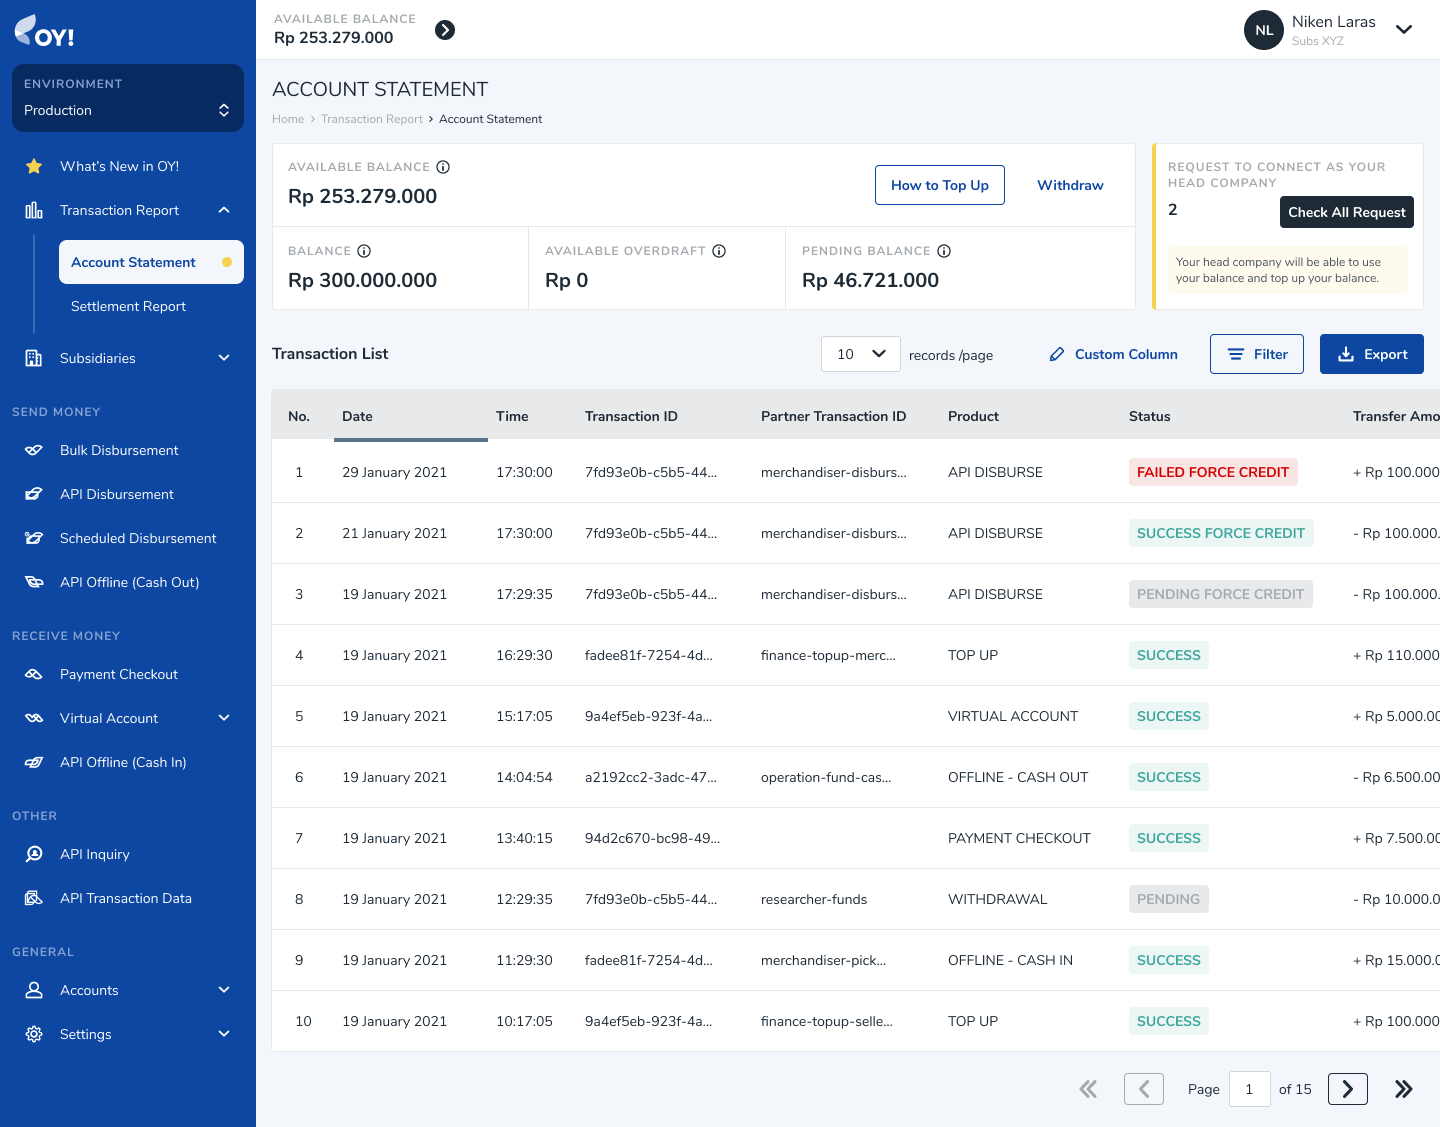 OY!
ENVIRONMENT
Production
What's New in OY!
Transaction Report
Account Statement
Settlement Report
Subsidiaries
SEND MONEY
Bulk Disbursement
API Disbursement
Scheduled Disbursement
API Offline (Cash Out)
RECEIVE MONEY
Payment Checkout
Virtual Account
API Offline (Cash In)
OTHER
API Inquiry
API Transaction Data
GENERAL
Accounts
Settings
AVAILABLE BALANCE
Rp 253.279.000
NL
Niken Laras
Subs XYZ
ACCOUNT STATEMENT
Home > Transaction Report > Account Statement
AVAILABLE BALANCE
Rp 253.279.000
How to Top Up
Withdraw
BALANCE
Rp 300.000.000
AVAILABLE OVERDRAFT
Rp 0
PENDING BALANCE
Rp 46.721.000
REQUEST TO CONNECT AS YOUR
HEAD COMPANY
2
Check All Request
Your head company will be able to use
your balance and top up your balance.
Transaction List
10
records /page
Custom Column
Filter
Export
No. Date Time Transaction ID Partner Transaction ID Product Status Transfer Amo
1 29 January 2021 17:30:00 7fd93e0b-c5b5-44... merchandiser-disburs... API DISBURSE FAILED FORCE CREDIT + Rp 100.000
2 21 January 2021 17:30:00 7fd93e0b-c5b5-44... merchandiser-disburs... API DISBURSE SUCCESS FORCE CREDIT - Rp 100.000.
3 19 January 2021 17:29:35 7fd93e0b-c5b5-44... merchandiser-disburs... API DISBURSE PENDING FORCE CREDIT - Rp 100.000.
4 19 January 2021 16:29:30 fadee81f-7254-4d... finance-topup-merc... TOP UP SUCCESS + Rp 110.000
5 19 January 2021 15:17:05 9a4ef5eb-923f-4a... VIRTUAL ACCOUNT SUCCESS + Rp 5.000.00
6 19 January 2021 14:04:54 a2192cc2-3adc-47... operation-fund-cas... OFFLINE - CASH OUT SUCCESS - Rp 6.500.00
7 19 January 2021 13:40:15 94d2c670-bc98-49... PAYMENT CHECKOUT SUCCESS + Rp 7.500.00
8 19 January 2021 12:29:35 7fd93e0b-c5b5-44... researcher-funds WITHDRAWAL PENDING - Rp 10.000.0
9 19 January 2021 11:29:30 fadee81f-7254-4d... merchandiser-pick... OFFLINE - CASH IN SUCCESS + Rp 15.000.0
10 19 January 2021 10:17:05 9a4ef5eb-923f-4a... finance-topup-selle... TOP UP SUCCESS + Rp 100.000
Page 1 of 15